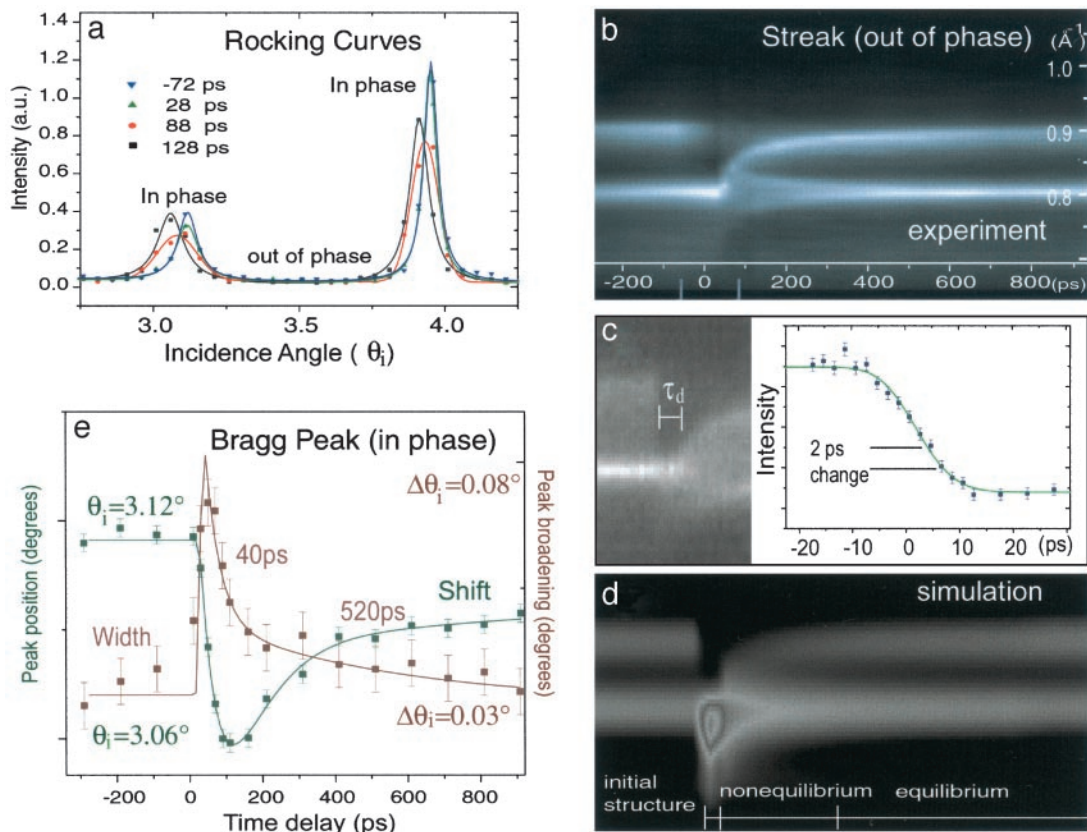 a
Rocking Curves
Intensity (a.u.)
1.4
1.2
1.0
0.8
0.6
0.4
0.2
0.0
-72 ps
28 ps
88 ps
128 ps
In phase
In phase
out of phase
3.0 3.5 4.0
Incidence Angle ( θi )
b
Streak (out of phase) (Å⁻¹)
1.0
0.9
0.8
experiment
-200 0 200 400 600 800 (ps)
c
τd
Intensity
2 ps
change
-20 -10 0 10 20 (ps)
d
simulation
initial
structure
nonequilibrium
equilibrium
e
Bragg Peak (in phase)
Peak position (degrees)
Peak broadening (degrees)
θi=3.12°
Δθi=0.08°
40ps
520ps
Shift
Width
θi=3.06°
Δθi=0.03°
-200 0 200 400 600 800
Time delay (ps)